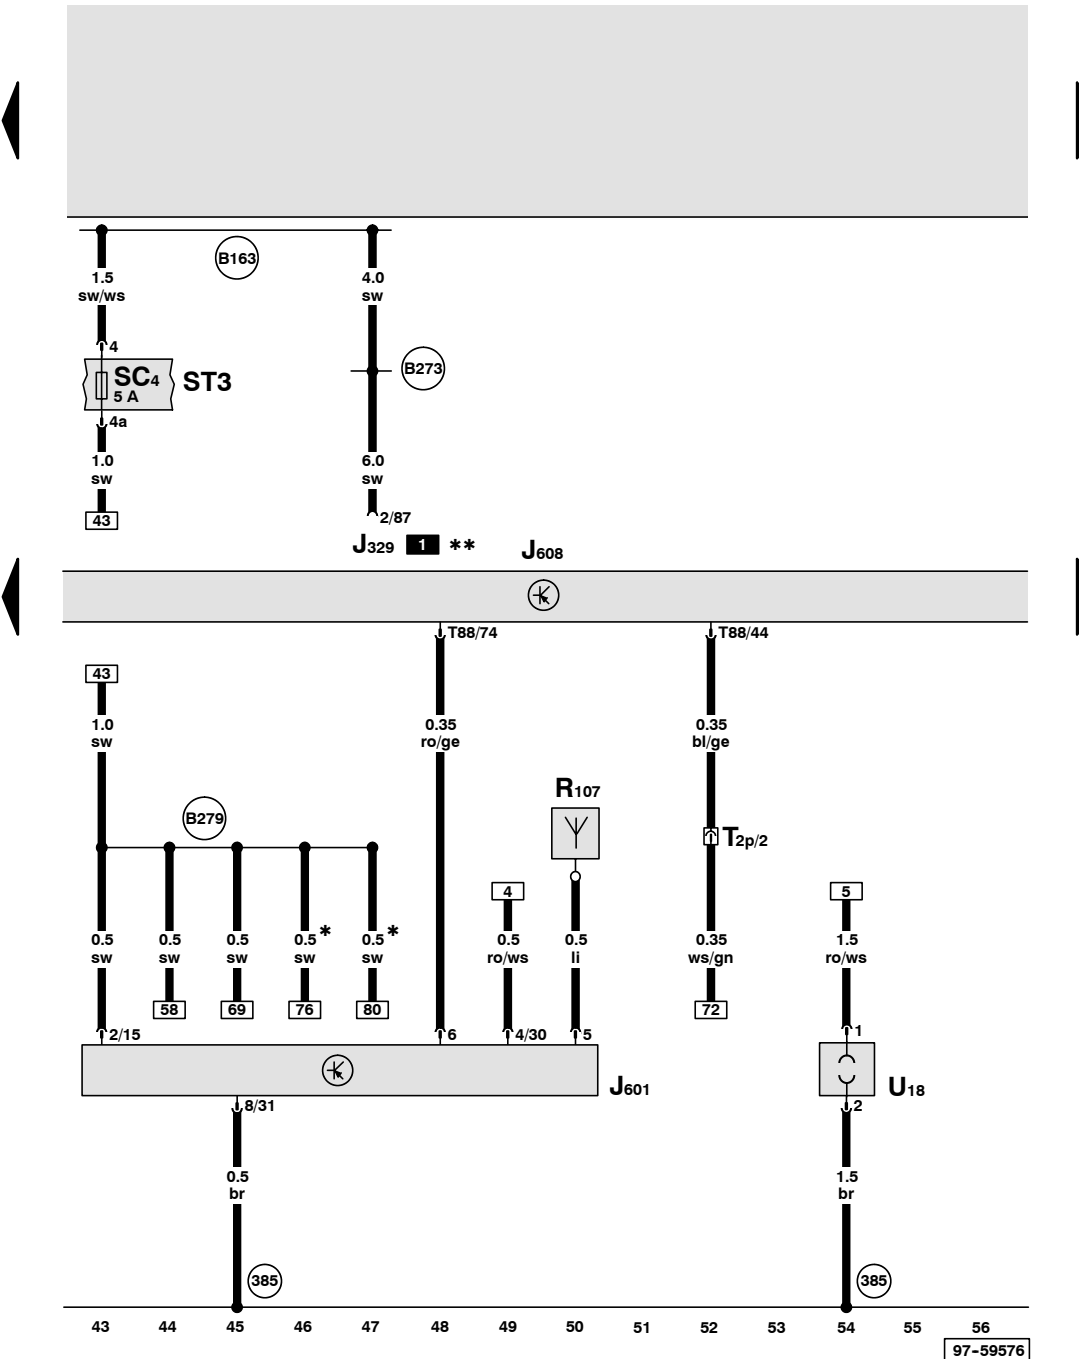 B163
1.5 4.0
sw/ws sw
4
B273
SC4 ST3
5 A
4a
1.0 6.0
sw sw
43 2/87
J329 1 ** J608
T88/74 T88/44
43
1.0 0.35 0.35
sw ro/ge bl/ge
R107
B279
T2p/2
4 5
* *
0.5 0.5 0.5 0.5 0.5 0.5 0.5 0.35 1.5
sw sw sw sw sw ro/ws li ws/gn ro/ws
58 69 76 80 72
2/15 6 4/30 5 1
J601 U18
8/31 2
0.5 1.5
br br
385 385
43 44 45 46 47 48 49 50 51 52 53 54 55 56
97-59576